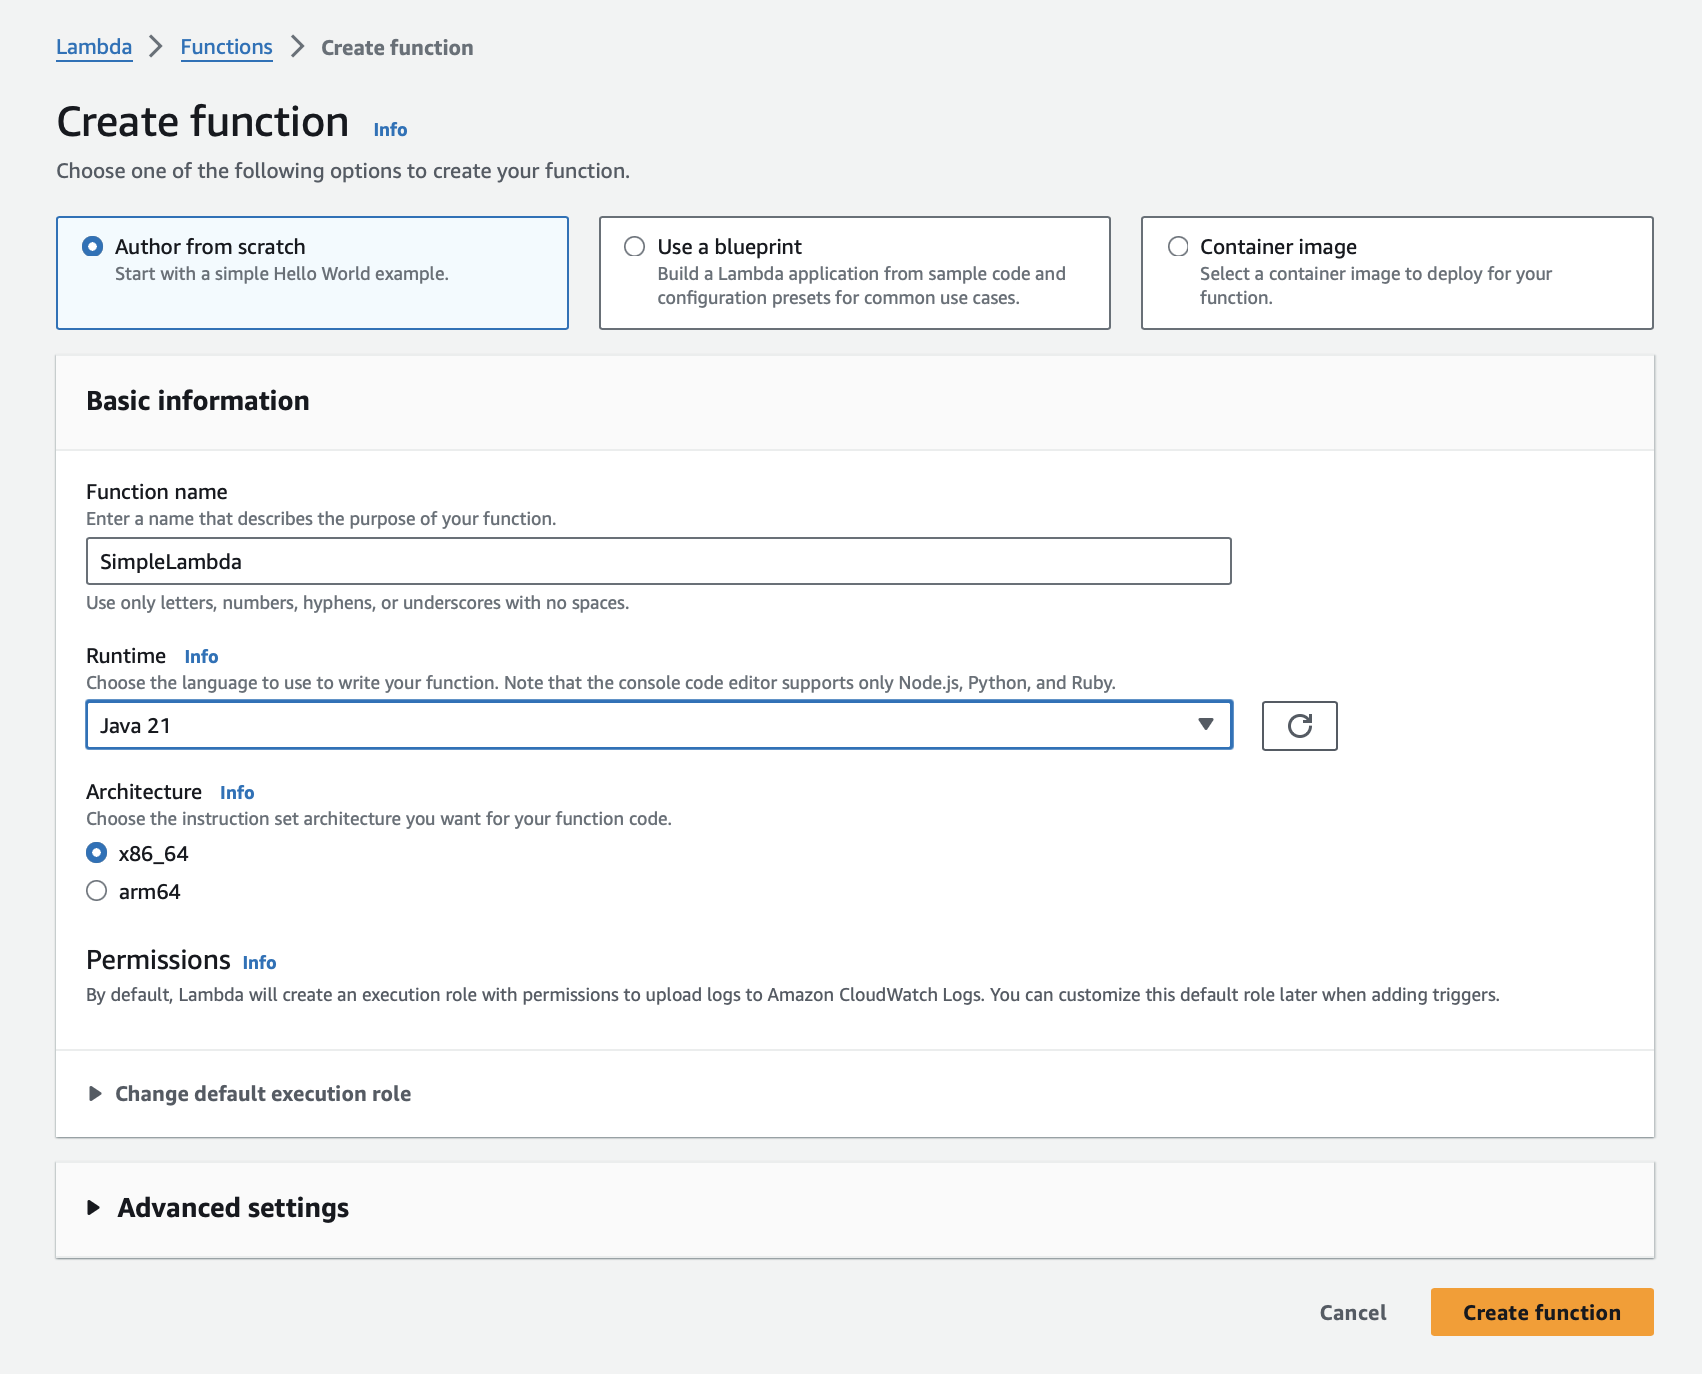 Lambda > Functions > Create function
Create function Info
Choose one of the following options to create your function.
Author from scratch
Start with a simple Hello World example.
Use a blueprint
Build a Lambda application from sample code and
configuration presets for common use cases.
Container image
Select a container image to deploy for your
function.
Basic information
Function name
Enter a name that describes the purpose of your function.
SimpleLambda
Use only letters, numbers, hyphens, or underscores with no spaces.
Runtime Info
Choose the language to use to write your function. Note that the console code editor supports only Node.js, Python, and Ruby.
Java 21
Architecture Info
Choose the instruction set architecture you want for your function code.
x86_64
arm64
Permissions Info
By default, Lambda will create an execution role with permissions to upload logs to Amazon CloudWatch Logs. You can customize this default role later when adding triggers.
Change default execution role
Advanced settings
Cancel
Create function